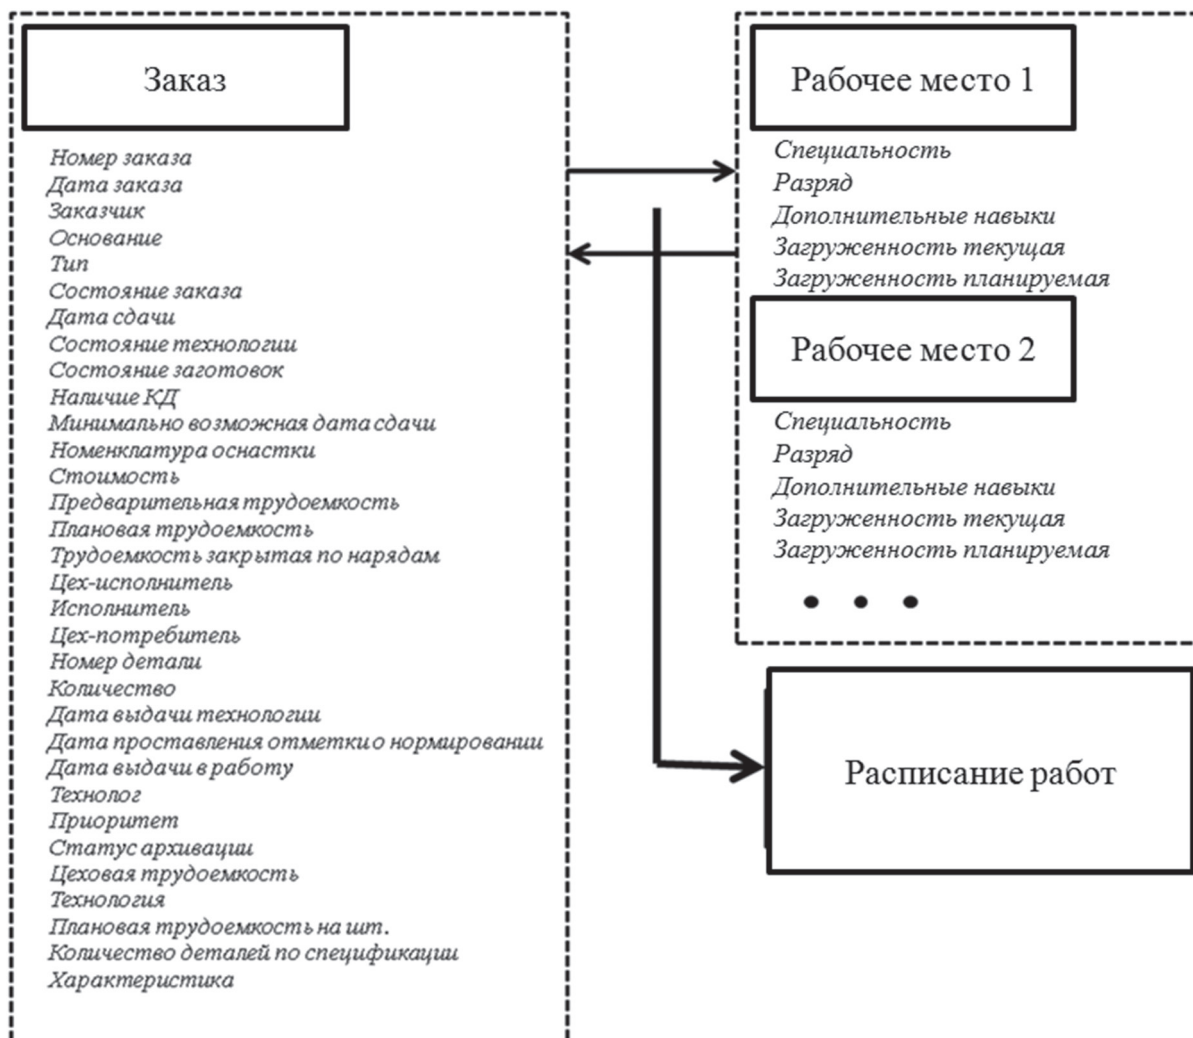 Заказ
Номер заказа
Дата заказа
Заказчик
Основание
Тип
Состояние заказа
Дата сдачи
Состояние технологии
Состояние заготовок
Наличие КД
Минимально возможная дата сдачи
Номенклатура оснастки
Стоимость
Предварительная трудоемкость
Плановая трудоемкость
Трудоемкость закрытая по нарядам
Цех-исполнитель
Исполнитель
Цех-потребитель
Номер детали
Количество
Дата выдачи технологии
Дата проставления отметки о нормировании
Дата выдачи в работу
Технолог
Приоритет
Статус архивации
Цеховая трудоемкость
Технология
Плановая трудоемкость на шт.
Количество деталей по спецификации
Характеристика
Рабочее место 1
Специальность
Разряд
Дополнительные навыки
Загруженность текущая
Загруженность планируемая
Рабочее место 2
Специальность
Разряд
Дополнительные навыки
Загруженность текущая
Загруженность планируемая
• • •
Расписание работ